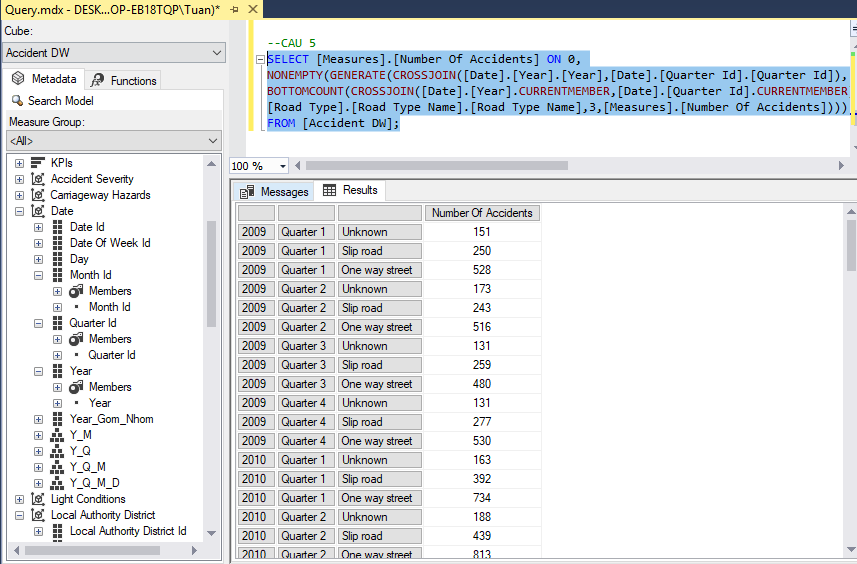 Query.mdx - DESK...OP-EB18TQP\Tuan)*
Cube:
Accident DW
Metadata
Functions
Search Model
Measure Group:
<All>
KPIs
Accident Severity
Carriageway Hazards
Date
Date Id
Date Of Week Id
Day
Month Id
Members
Month Id
Quarter Id
Members
Quarter Id
Year
Members
Year
Year_Gom_Nhom
Y_M
Y_Q
Y_Q_M
Y_Q_M_D
Light Conditions
Local Authority District
Local Authority District Id
--CAU 5
SELECT [Measures].[Number Of Accidents] ON 0,
NONEMPTY(GENERATE(CROSSJOIN([Date].[Year].[Year],[Date].[Quarter Id].[Quarter Id]),
BOTTOMCOUNT(CROSSJOIN([Date].[Year].CURRENTMEMBER,[Date].[Quarter Id].CURRENTMEMBER
[Road Type].[Road Type Name].[Road Type Name],3,[Measures].[Number Of Accidents])))
FROM [Accident DW];
100 %
Messages
Results
Number Of Accidents
2009 Quarter 1 Unknown 151
2009 Quarter 1 Slip road 250
2009 Quarter 1 One way street 528
2009 Quarter 2 Unknown 173
2009 Quarter 2 Slip road 243
2009 Quarter 2 One way street 516
2009 Quarter 3 Unknown 131
2009 Quarter 3 Slip road 259
2009 Quarter 3 One way street 480
2009 Quarter 4 Unknown 131
2009 Quarter 4 Slip road 277
2009 Quarter 4 One way street 530
2010 Quarter 1 Unknown 163
2010 Quarter 1 Slip road 392
2010 Quarter 1 One way street 734
2010 Quarter 2 Unknown 188
2010 Quarter 2 Slip road 439
2010 Quarter 2 One way street 813